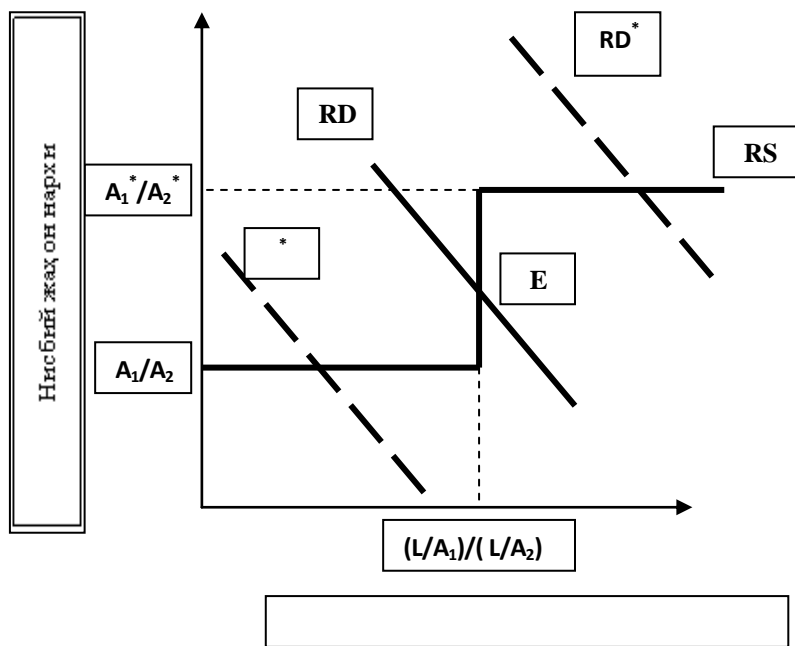 RD*
RD
RS
A₁*/A₂*
*
E
A₁/A₂
Нисбий жаҳон нархи
(L/A₁)/( L/A₂)